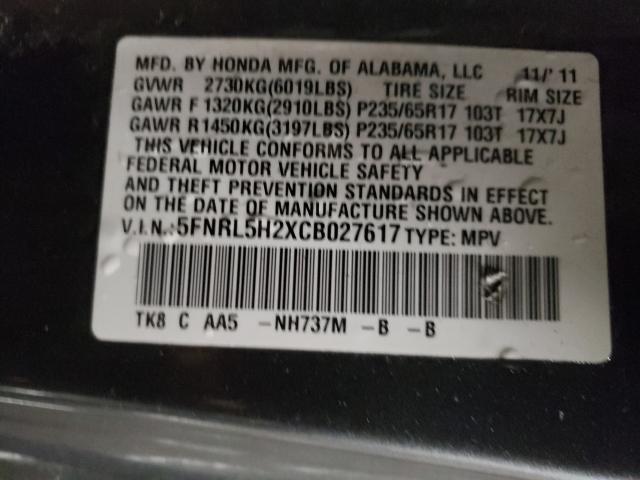 MFD. BY HONDA MFG. OF ALABAMA, LLC 11/'11
GVWR 2730KG(6019LBS) TIRE SIZE RIM SIZE
GAWR F 1320KG(2910LBS) P235/65R17 103T 17X7J
GAWR R 1450KG(3197LBS) P235/65R17 103T 17X7J
THIS VEHICLE CONFORMS TO ALL APPLICABLE
FEDERAL MOTOR VEHICLE SAFETY
AND THEFT PREVENTION STANDARDS IN EFFECT
ON THE DATE OF MANUFACTURE SHOWN ABOVE.
V.I.N.:5FNRL5H2XCB027617 TYPE: MPV
TK8 C AA5 -NH737M -B -B